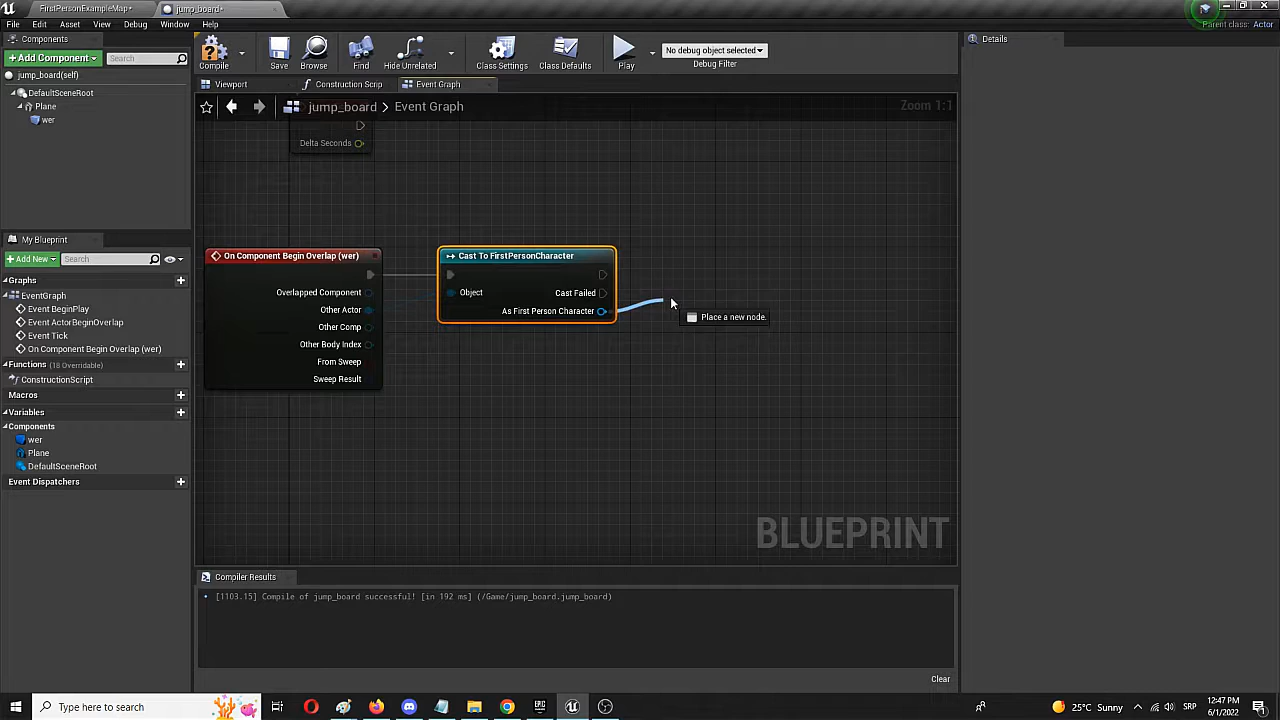 FirstPersonExampleMap*
jump_board*
Parent class: Actor
File Edit Asset View Debug Window Help
Components
+Add Component
Search
jump_board(self)
DefaultSceneRoot
Plane
wer
Compile
Save
Browse
Find
Hide Unrelated
Class Settings
Class Defaults
Play
No debug object selected
Debug Filter
Details
Viewport
Construction Scrip
Event Graph
jump_board > Event Graph
Zoom 1:1
Delta Seconds
On Component Begin Overlap (wer)
Overlapped Component
Other Actor
Other Comp
Other Body Index
From Sweep
Sweep Result
Cast To FirstPersonCharacter
Object
Cast Failed
As First Person Character
Place a new node.
BLUEPRINT
My Blueprint
+Add New
Search
Graphs
EventGraph
Event BeginPlay
Event ActorBeginOverlap
Event Tick
On Component Begin Overlap (wer)
Functions (18 Overridable)
ConstructionScript
Macros
Variables
Components
wer
Plane
DefaultSceneRoot
Event Dispatchers
Compiler Results
[1103.15] Compile of jump_board successful! [in 192 ms] (/Game/jump_board.jump_board)
Clear
Type here to search
25°C Sunny
SRP
12:47 PM
6/1/2022